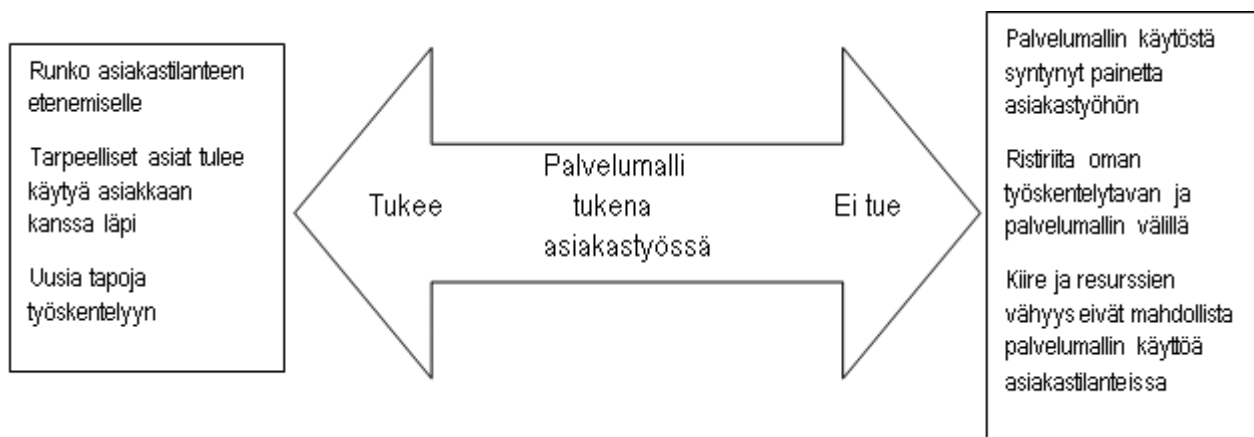 Runko asiakastilanteen
etenemiselle
Tarpeelliset asiat tulee
käytyä asiakkaan
kanssa läpi
Uusia tapoja
työskentelyyn
Tukee
Palvelumalli
tukena
asiakastyössä
Ei tue
Palvelumallin käytöstä
syntynyt painetta
asiakastyöhön
Ristiriita oman
työskentelytavan ja
palvelumallin välillä
Kiire ja resurssien
vähyys eivät mahdollista
palvelumallin käyttöä
asiakastilanteissa